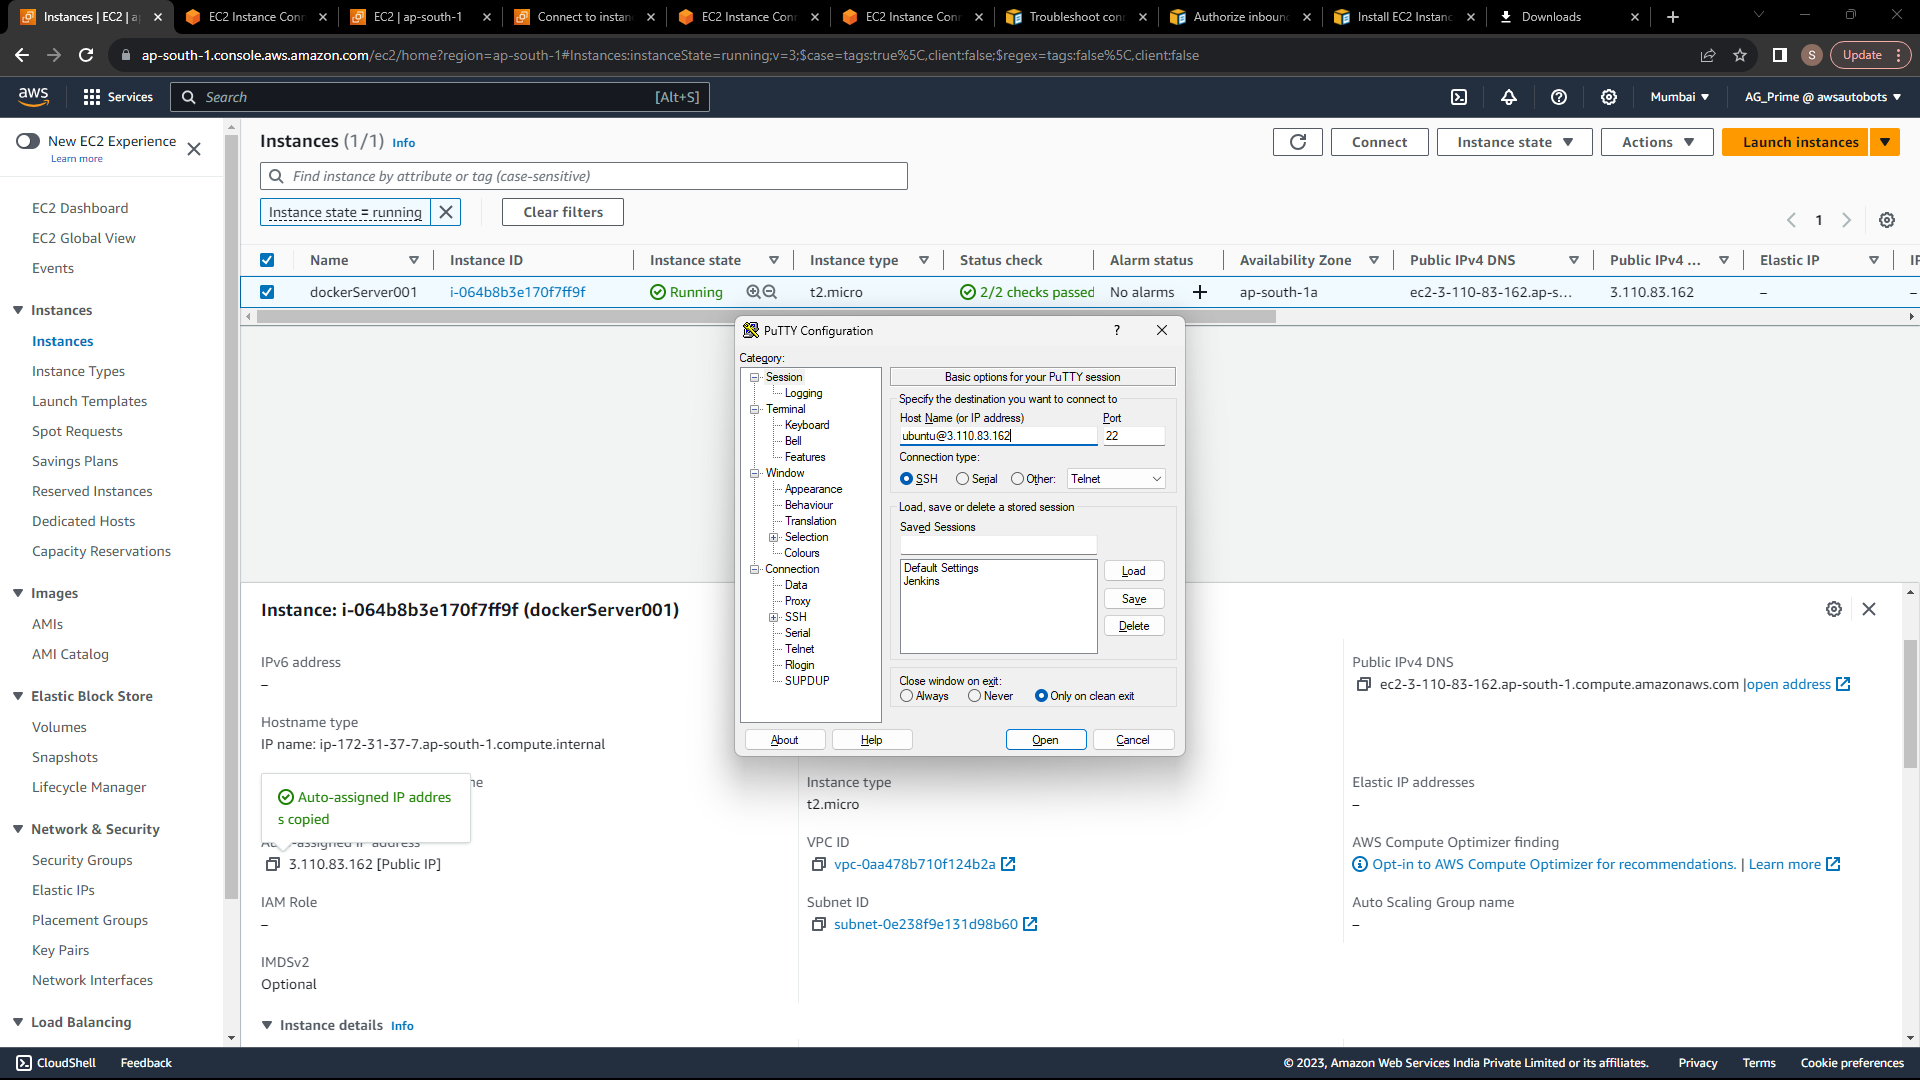 Instances | EC2 | a
EC2 Instance Conn
EC2 | ap-south-1
Connect to instan
EC2 Instance Conn
EC2 Instance Conn
Troubleshoot con
Authorize inboun
Install EC2 Instan
Downloads
ap-south-1.console.aws.amazon.com/ec2/home?region=ap-south-1#Instances:instanceState=running;v=3;$case=tags:true%5C,client:false;$regex=tags:false%5C,client:false
S
Update
aws
Services
Search
[Alt+S]
Mumbai
AG_Prime @ awsautobots
New EC2 Experience
Learn more
EC2 Dashboard
EC2 Global View
Events
Instances
Instances
Instance Types
Launch Templates
Spot Requests
Savings Plans
Reserved Instances
Dedicated Hosts
Capacity Reservations
Images
AMIs
AMI Catalog
Elastic Block Store
Volumes
Snapshots
Lifecycle Manager
Network & Security
Security Groups
Elastic IPs
Placement Groups
Key Pairs
Network Interfaces
Load Balancing
Instances (1/1) Info
Connect
Instance state
Actions
Launch instances
Find instance by attribute or tag (case-sensitive)
Instance state = running
Clear filters
1
Name
Instance ID
Instance state
Instance type
Status check
Alarm status
Availability Zone
Public IPv4 DNS
Public IPv4 ...
Elastic IP
IP
dockerServer001
i-064b8b3e170f7ff9f
Running
t2.micro
2/2 checks passed
No alarms
ap-south-1a
ec2-3-110-83-162.ap-s...
3.110.83.162
–
–
PuTTY Configuration
?
Category:
Session
Logging
Terminal
Keyboard
Bell
Features
Window
Appearance
Behaviour
Translation
Selection
Colours
Connection
Data
Proxy
SSH
Serial
Telnet
Rlogin
SUPDUP
Basic options for your PuTTY session
Specify the destination you want to connect to
Host Name (or IP address)
Port
ubuntu@3.110.83.162
22
Connection type:
SSH
Serial
Other:
Telnet
Load, save or delete a stored session
Saved Sessions
Default Settings
Jenkins
Load
Save
Delete
Close window on exit:
Always
Never
Only on clean exit
About
Help
Open
Cancel
Instance: i-064b8b3e170f7ff9f (dockerServer001)
IPv6 address
–
Hostname type
IP name: ip-172-31-37-7.ap-south-1.compute.internal
Auto-assigned IP addres
s copied
3.110.83.162 [Public IP]
IAM Role
–
IMDSv2
Optional
Instance type
t2.micro
VPC ID
vpc-0aa478b710f124b2a
Subnet ID
subnet-0e238f9e131d98b60
Public IPv4 DNS
ec2-3-110-83-162.ap-south-1.compute.amazonaws.com |open address
Elastic IP addresses
–
AWS Compute Optimizer finding
Opt-in to AWS Compute Optimizer for recommendations. | Learn more
Auto Scaling Group name
–
Instance details Info
CloudShell
Feedback
© 2023, Amazon Web Services India Private Limited or its affiliates.
Privacy
Terms
Cookie preferences